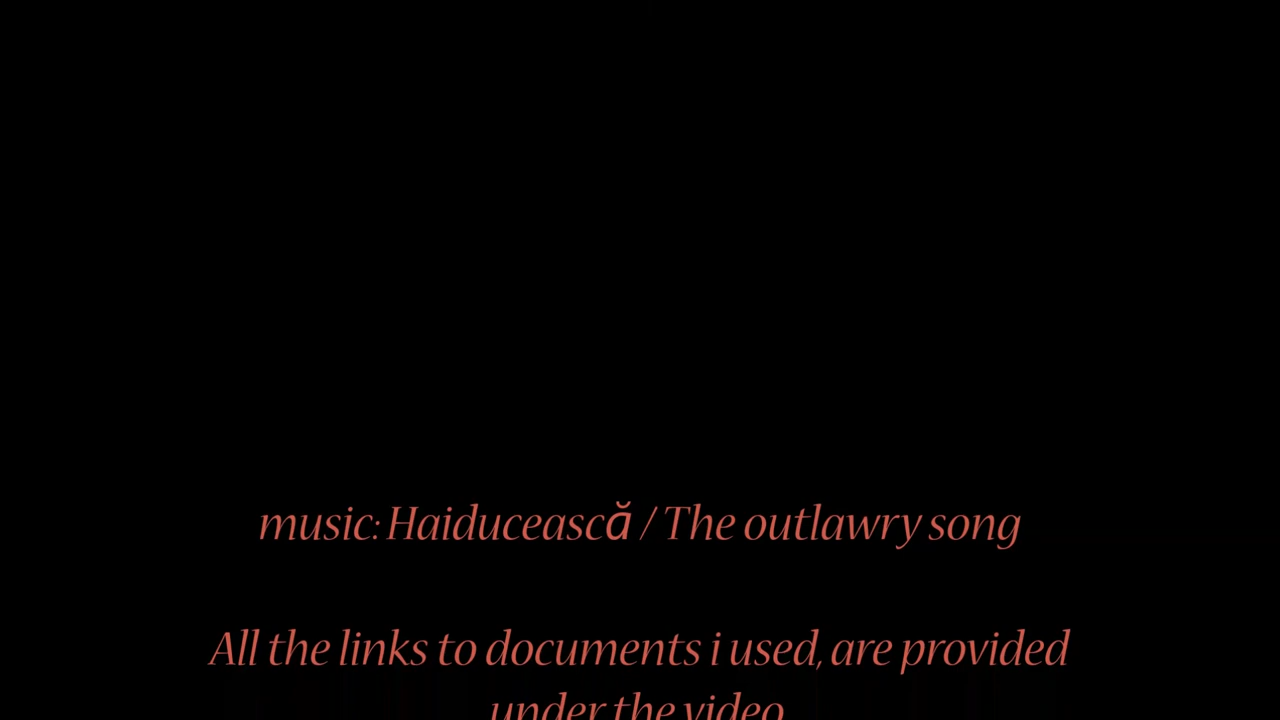 music: Haiducească / The outlawry song
All the links to documents i used, are provided
under the video